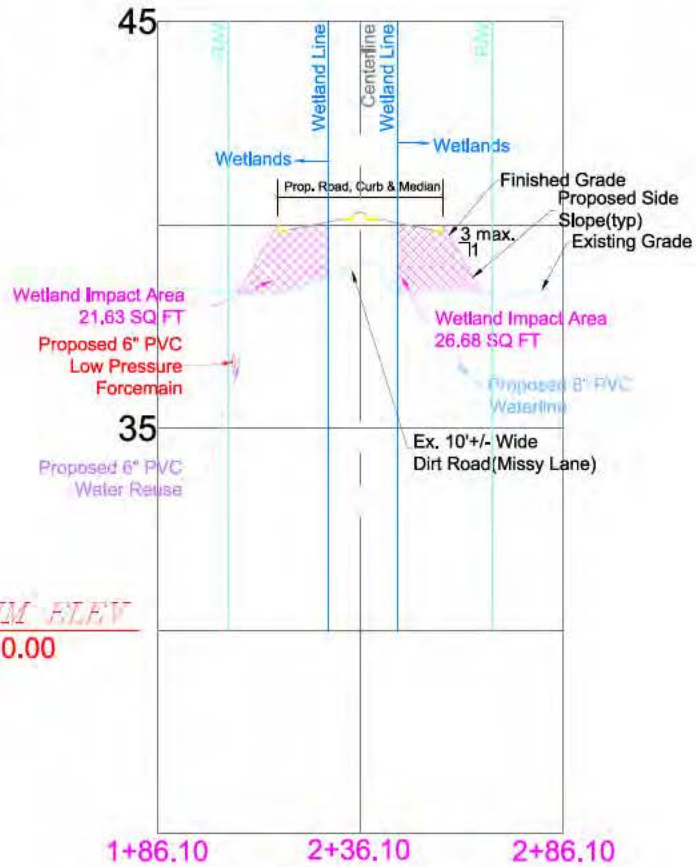 45
R/W
Wetland Line
Centerline
Wetland Line
R/W
Wetlands
Wetlands
Prop. Road, Curb & Median
Finished Grade
Proposed Side
Slope(typ)
3 max.
1
Existing Grade
Wetland Impact Area
21.63 SQ FT
Wetland Impact Area
26.68 SQ FT
Proposed 6" PVC
Low Pressure
Forcemain
Proposed 8" PVC
Waterline
35
Ex. 10'+/- Wide
Dirt Road(Missy Lane)
Proposed 6" PVC
Water Reuse
M ELEV
0.00
1+86.10
2+36.10
2+86.10